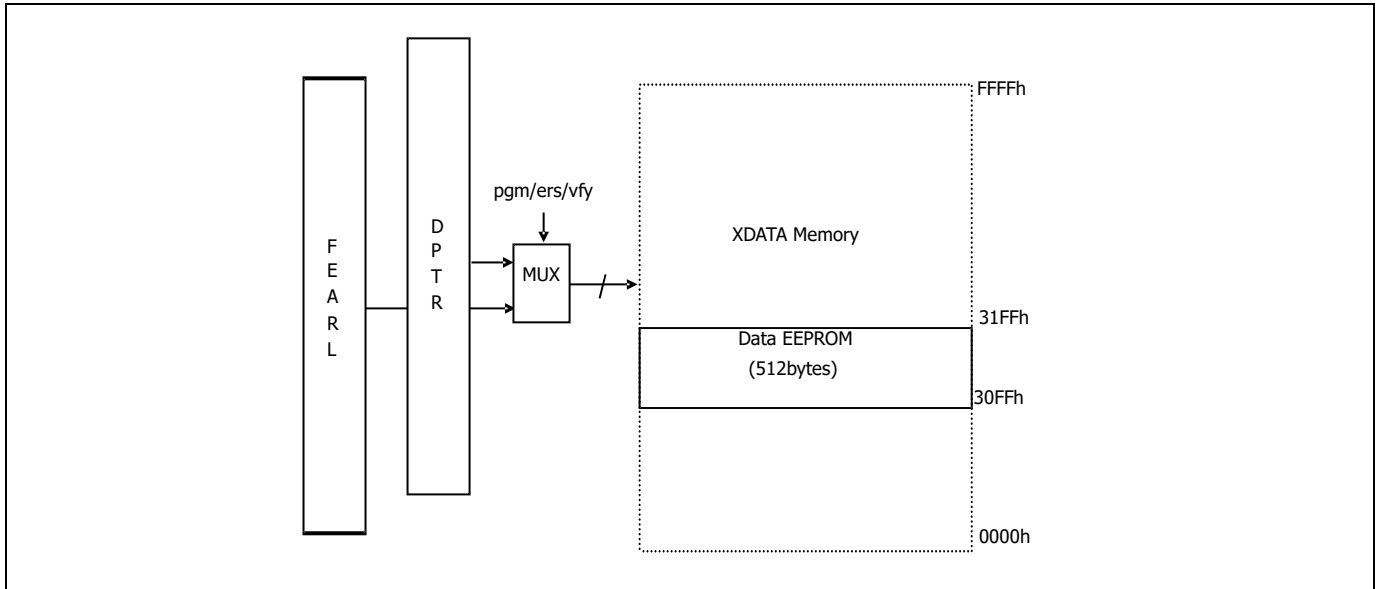 FFFFh
D
P
T
R
pgm/ers/vfy
F
E
A
R
L
XDATA Memory
MUX
31FFh
Data EEPROM
(512bytes)
30FFh
0000h